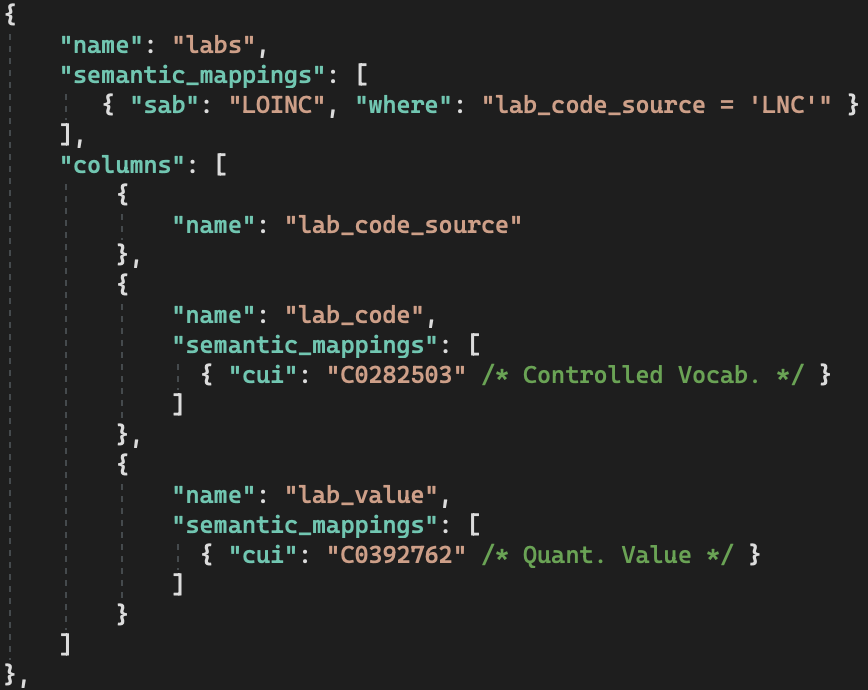 {
    "name": "labs",
    "semantic_mappings": [
        { "sab": "LOINC", "where": "lab_code_source = 'LNC'" }
    ],
    "columns": [
        {
            "name": "lab_code_source"
        },
        {
            "name": "lab_code",
            "semantic_mappings": [
              { "cui": "C0282503" /* Controlled Vocab. */ }
            ]
        },
        {
            "name": "lab_value",
            "semantic_mappings": [
              { "cui": "C0392762" /* Quant. Value */ }
            ]
        }
    ]
},